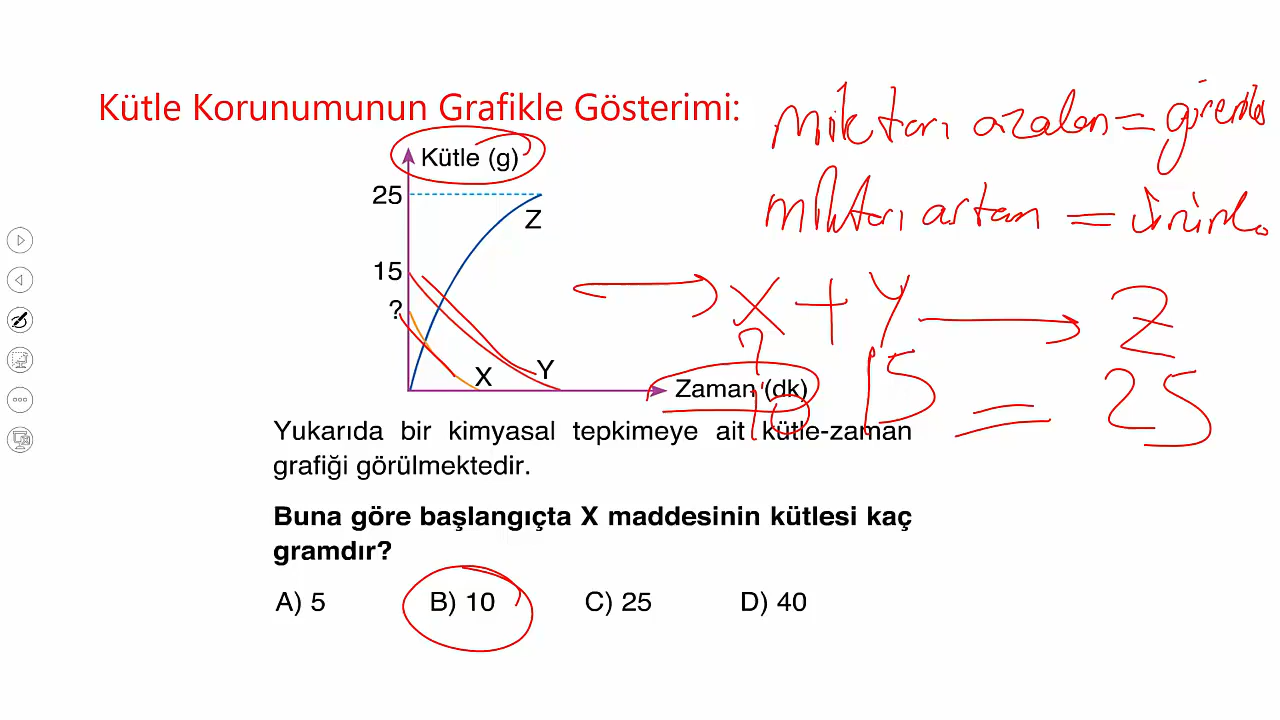 Kütle Korunumunun Grafikle Gösterimi:
miktarı azalan = girenler
miktarı artan = ürünler
Kütle (g)
25
Z
15
?
X
Y
Zaman (dk)
X + Y → Z
?
10 15 = 25
Yukarıda bir kimyasal tepkimeye ait kütle-zaman
grafiği görülmektedir.
Buna göre başlangıçta X maddesinin kütlesi kaç
gramdır?
A) 5 B) 10 C) 25 D) 40